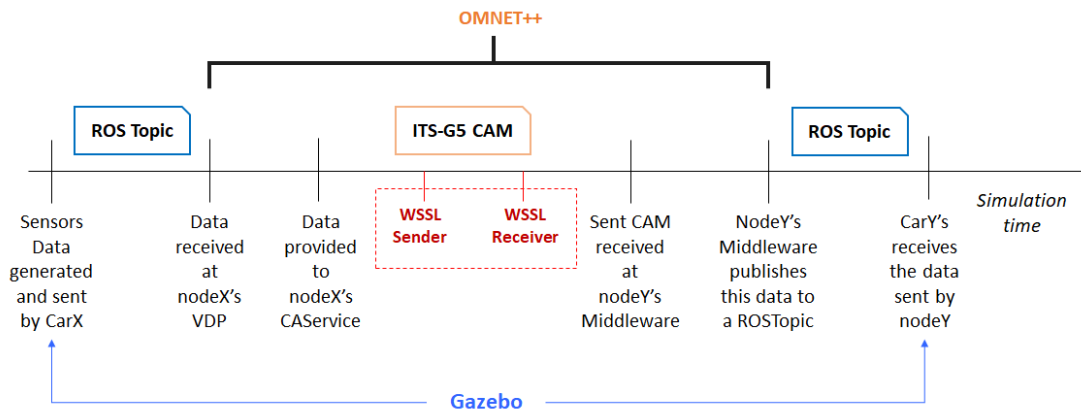 OMNET++
ROS Topic
ITS-G5 CAM
ROS Topic
Sensors
Data
generated
and sent
by CarX
Data
received
at
nodeX's
VDP
Data
provided
to
nodeX's
CAService
WSSL
Sender
WSSL
Receiver
Sent CAM
received
at
nodeY's
Middleware
NodeY's
Middleware
publishes
this data to
a ROSTopic
CarY's
receives
the data
sent by
nodeY
Simulation
time
Gazebo